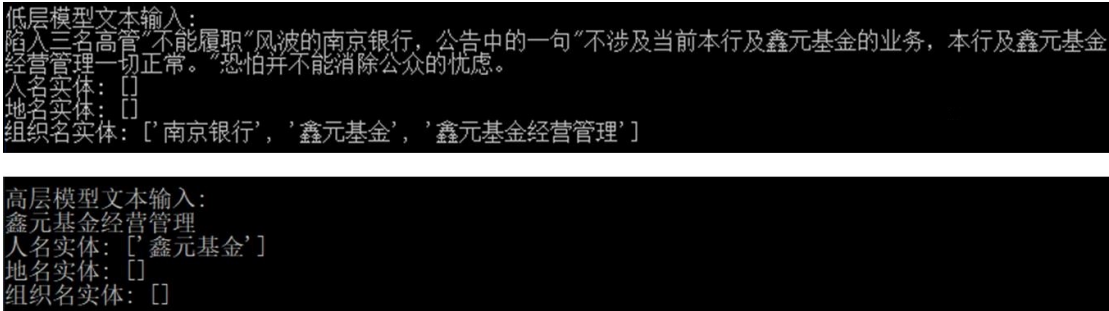 低层模型文本输入:
陷入三名高管"不能履职"风波的南京银行，公告中的一句"不涉及当前本行及鑫元基金的业务，本行及鑫元基金
经营管理一切正常。"恐怕并不能消除公众的忧虑。
人名实体: []
地名实体: []
组织名实体: ['南京银行', '鑫元基金', '鑫元基金经营管理']
高层模型文本输入:
鑫元基金经营管理
人名实体: ['鑫元基金']
地名实体: []
组织名实体: []